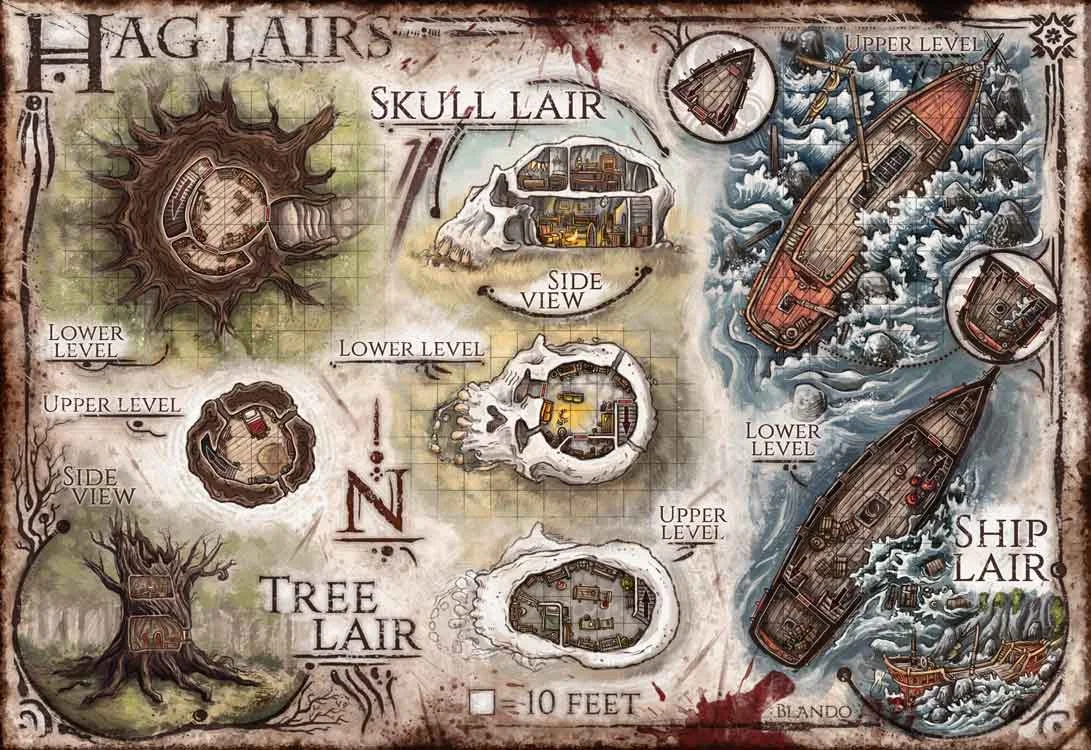 Hag Lairs
Upper level
Skull lair
Side
view
Lower
level
Lower level
Upper level
Lower
level
Side
view
N
Upper
level
Ship
lair
Tree
lair
= 10 feet
Blando